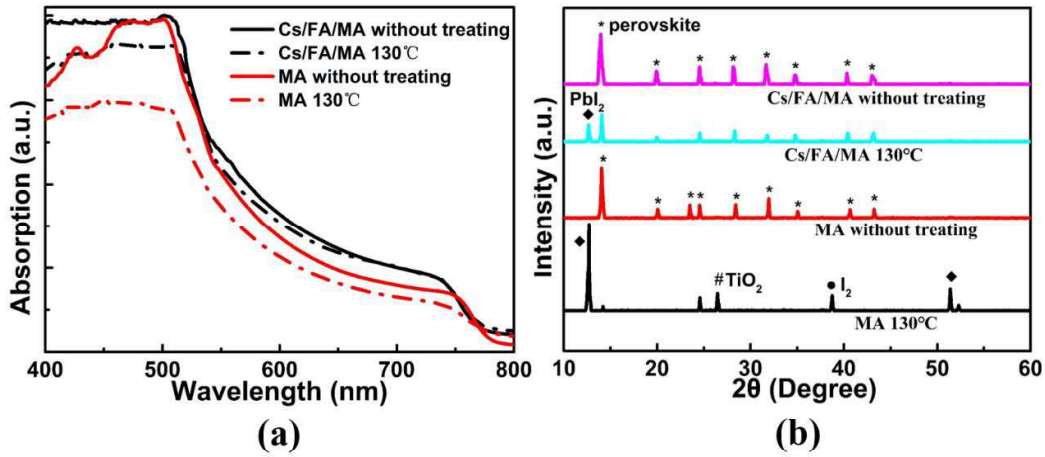 Cs/FA/MA without treating
Cs/FA/MA 130℃
MA without treating
MA 130℃
Absorption (a.u.)
400 500 600 700 800
Wavelength (nm)
(a)
* perovskite
* * * * * * * *
Cs/FA/MA without treating
PbI₂
◆
Cs/FA/MA 130℃
* * * * * * * * *
MA without treating
◆ #TiO₂ ● I₂ ◆
MA 130℃
Intensity (a.u.)
10 20 30 40 50 60
2θ (Degree)
(b)